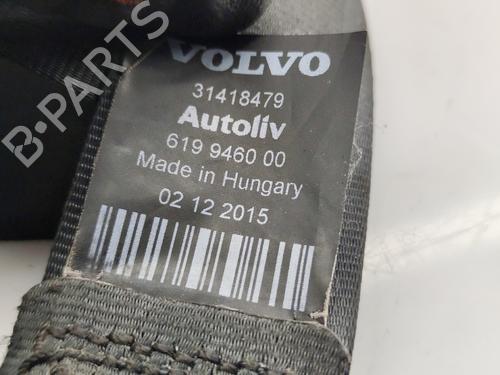 VOLVO
31418479
Autoliv
619 9460 00
Made in Hungary
02 12 2015
B-PARTS